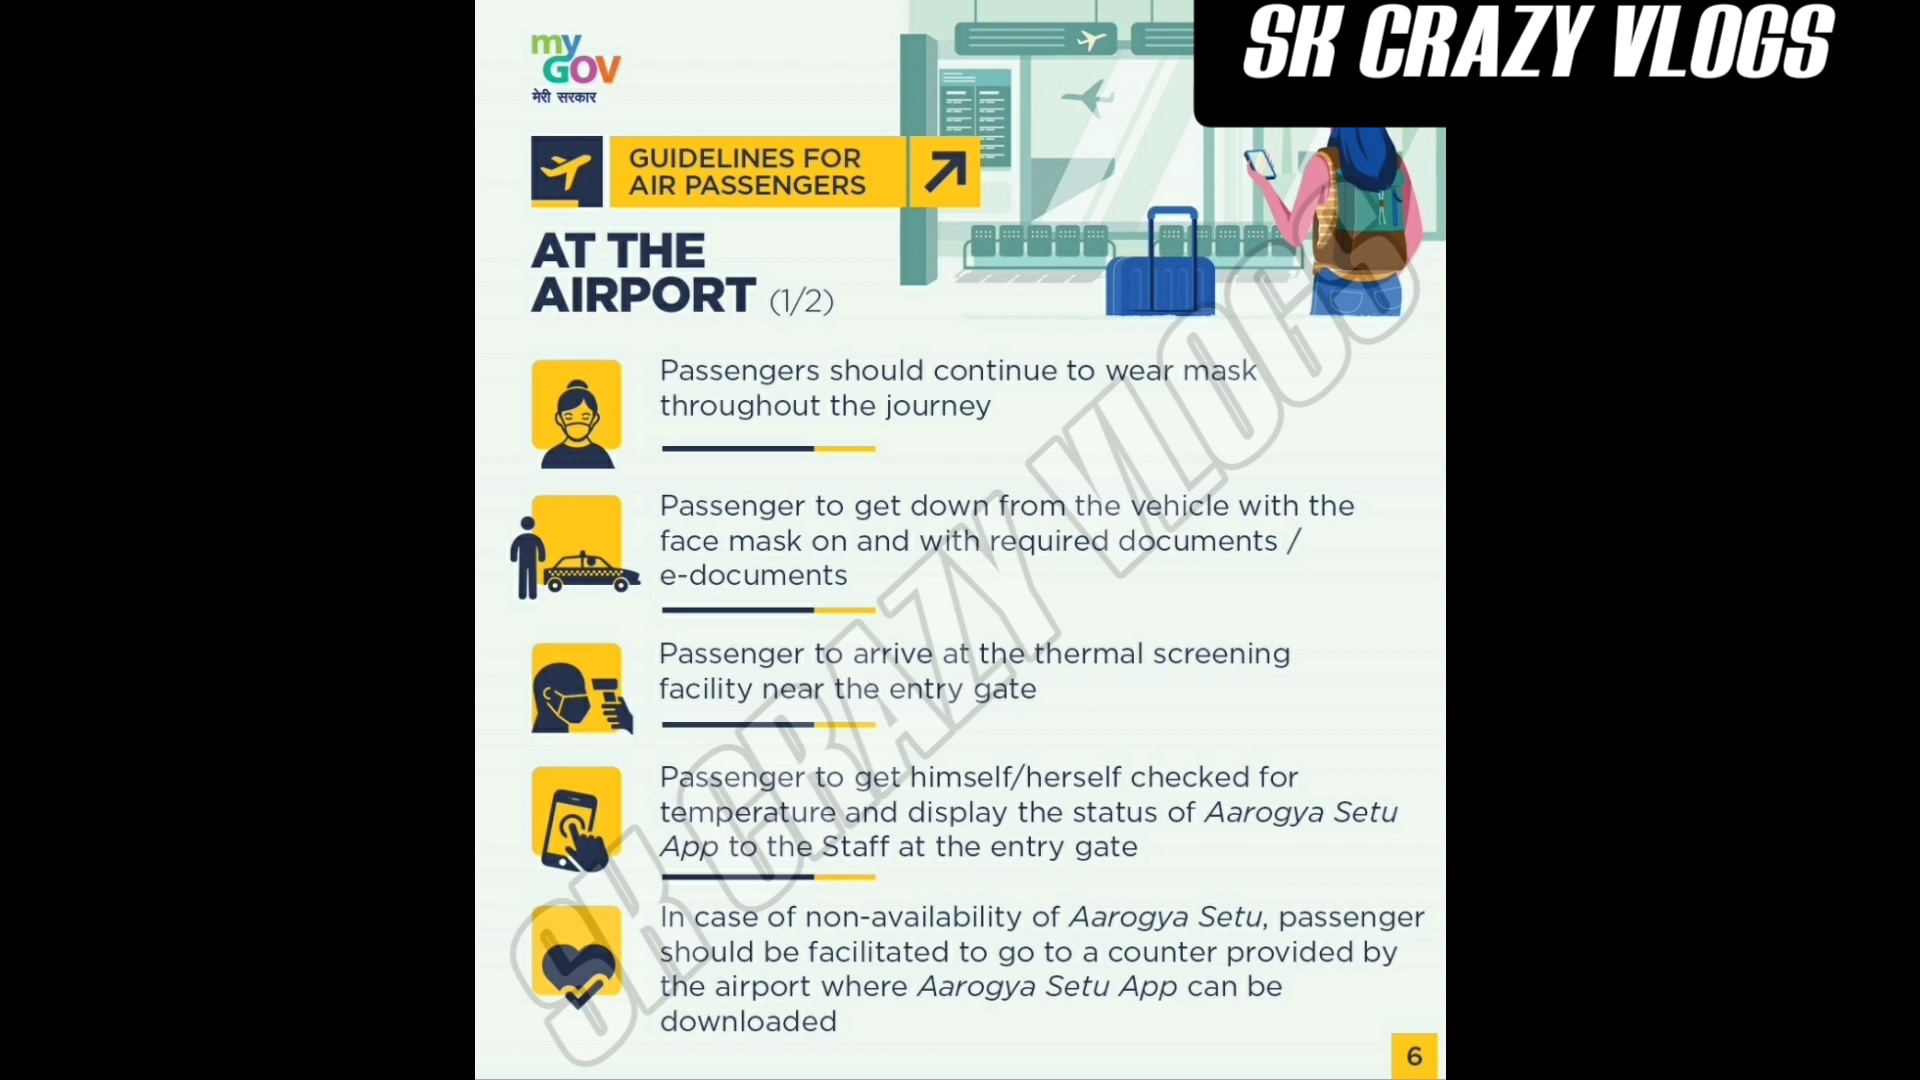 SK CRAZY VLOGS
my
GOV
मेरी सरकार
GUIDELINES FOR
AIR PASSENGERS
AT THE
AIRPORT (1/2)
Passengers should continue to wear mask
throughout the journey
Passenger to get down from the vehicle with the
face mask on and with required documents /
e-documents
Passenger to arrive at the thermal screening
facility near the entry gate
Passenger to get himself/herself checked for
temperature and display the status of Aarogya Setu
App to the Staff at the entry gate
In case of non-availability of Aarogya Setu, passenger
should be facilitated to go to a counter provided by
the airport where Aarogya Setu App can be
downloaded
6
SK CRAZY VLOGS